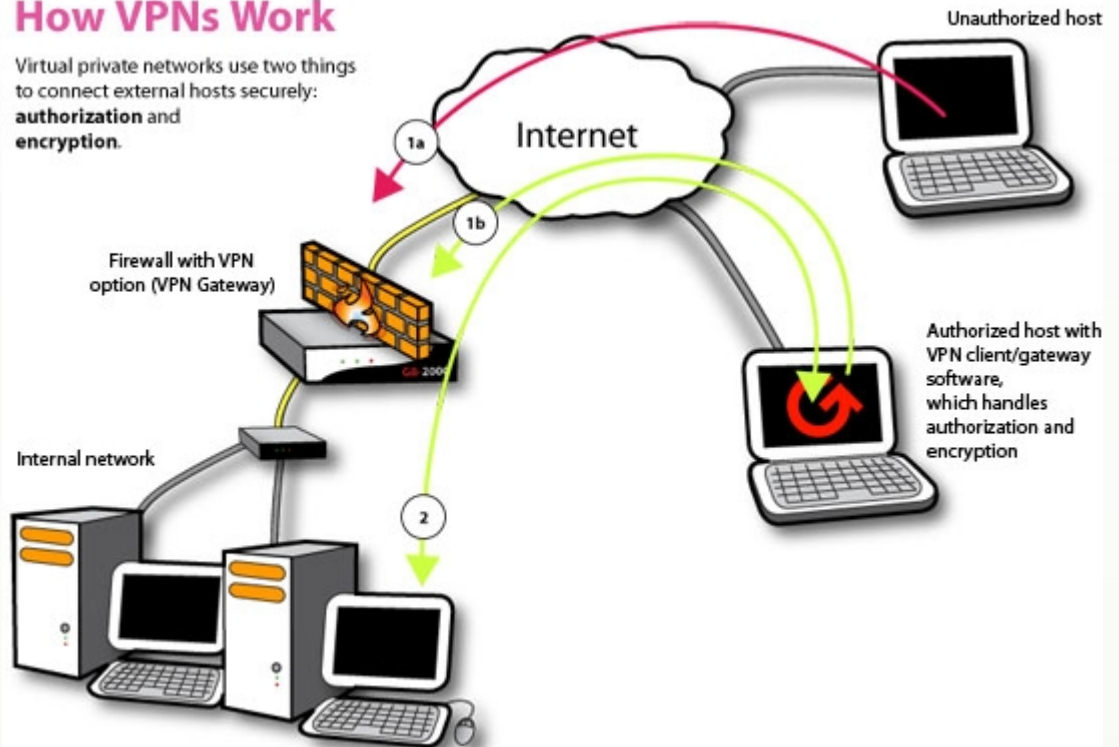 How VPNs Work
Virtual private networks use two things
to connect external hosts securely:
authorization and
encryption.
Unauthorized host
Internet
1a
1b
Firewall with VPN
option (VPN Gateway)
GB-2000
Authorized host with
VPN client/gateway
software,
which handles
authorization and
encryption
Internal network
2